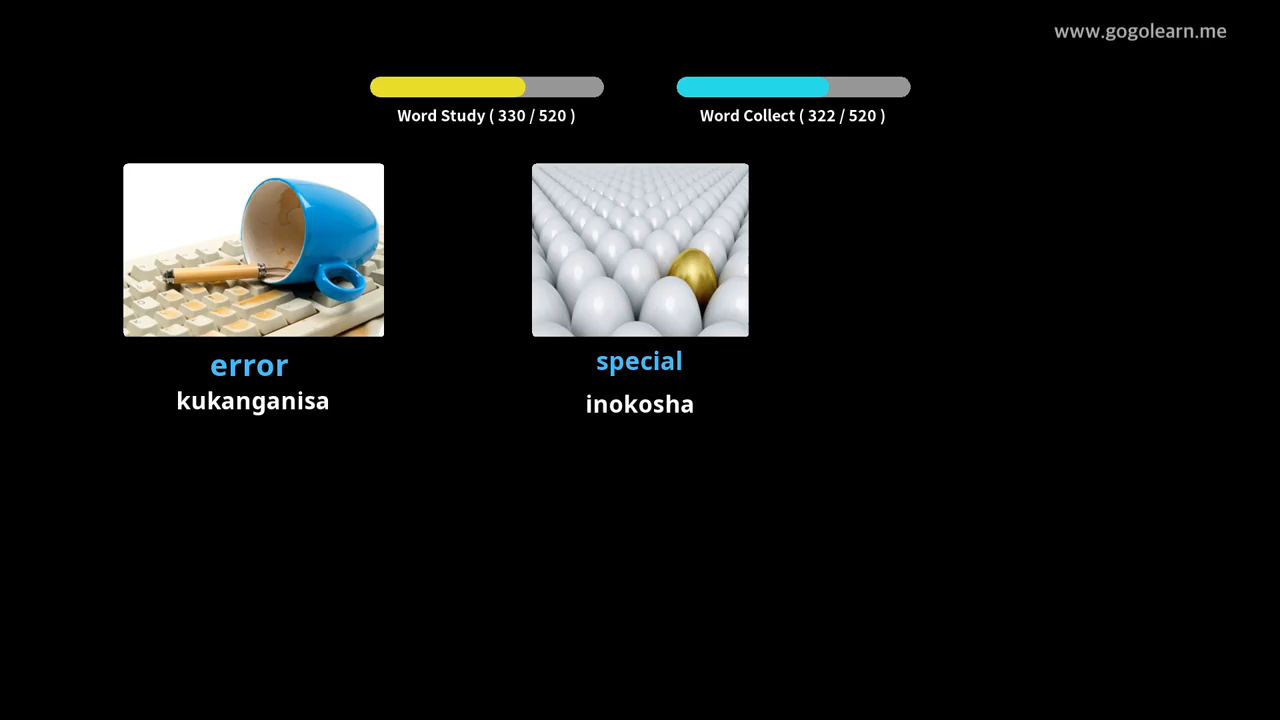 www.gogolearn.me
Word Study ( 330 / 520 )
Word Collect ( 322 / 520 )
error
kukanganisa
special
inokosha